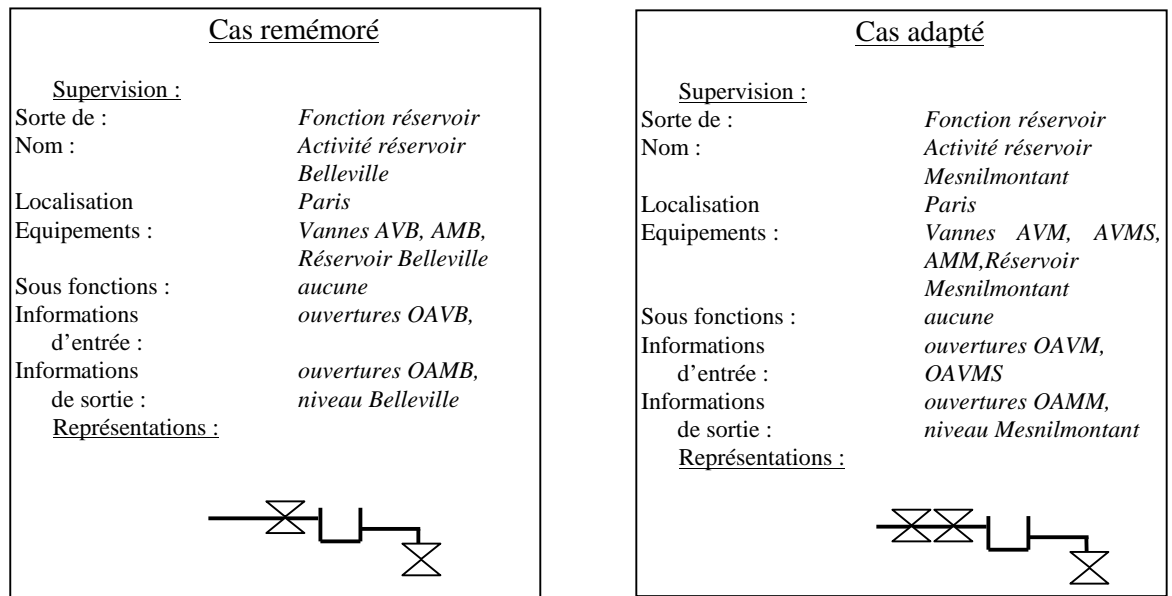 Cas remémoré
Supervision :
Sorte de : Fonction réservoir
Nom : Activité réservoir
Belleville
Localisation Paris
Equipements : Vannes AVB, AMB,
Réservoir Belleville
Sous fonctions : aucune
Informations ouvertures OAVB,
d'entrée :
Informations ouvertures OAMB,
de sortie : niveau Belleville
Représentations :
Cas adapté
Supervision :
Sorte de : Fonction réservoir
Nom : Activité réservoir
Mesnilmontant
Localisation Paris
Equipements : Vannes AVM, AVMS,
AMM,Réservoir
Mesnilmontant
Sous fonctions : aucune
Informations ouvertures OAVM,
d'entrée : OAVMS
Informations ouvertures OAMM,
de sortie : niveau Mesnilmontant
Représentations :